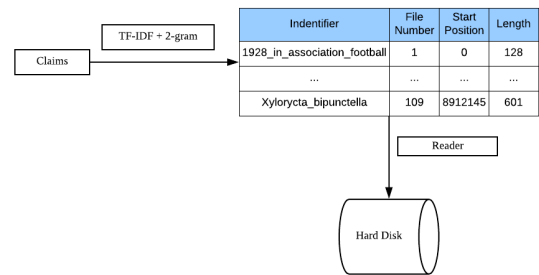 TF-IDF + 2-gram
Claims
Indentifier File Number Start Position Length
1928_in_association_football 1 0 128
... ... ... ...
Xylorycta_bipunctella 109 8912145 601
Reader
Hard Disk